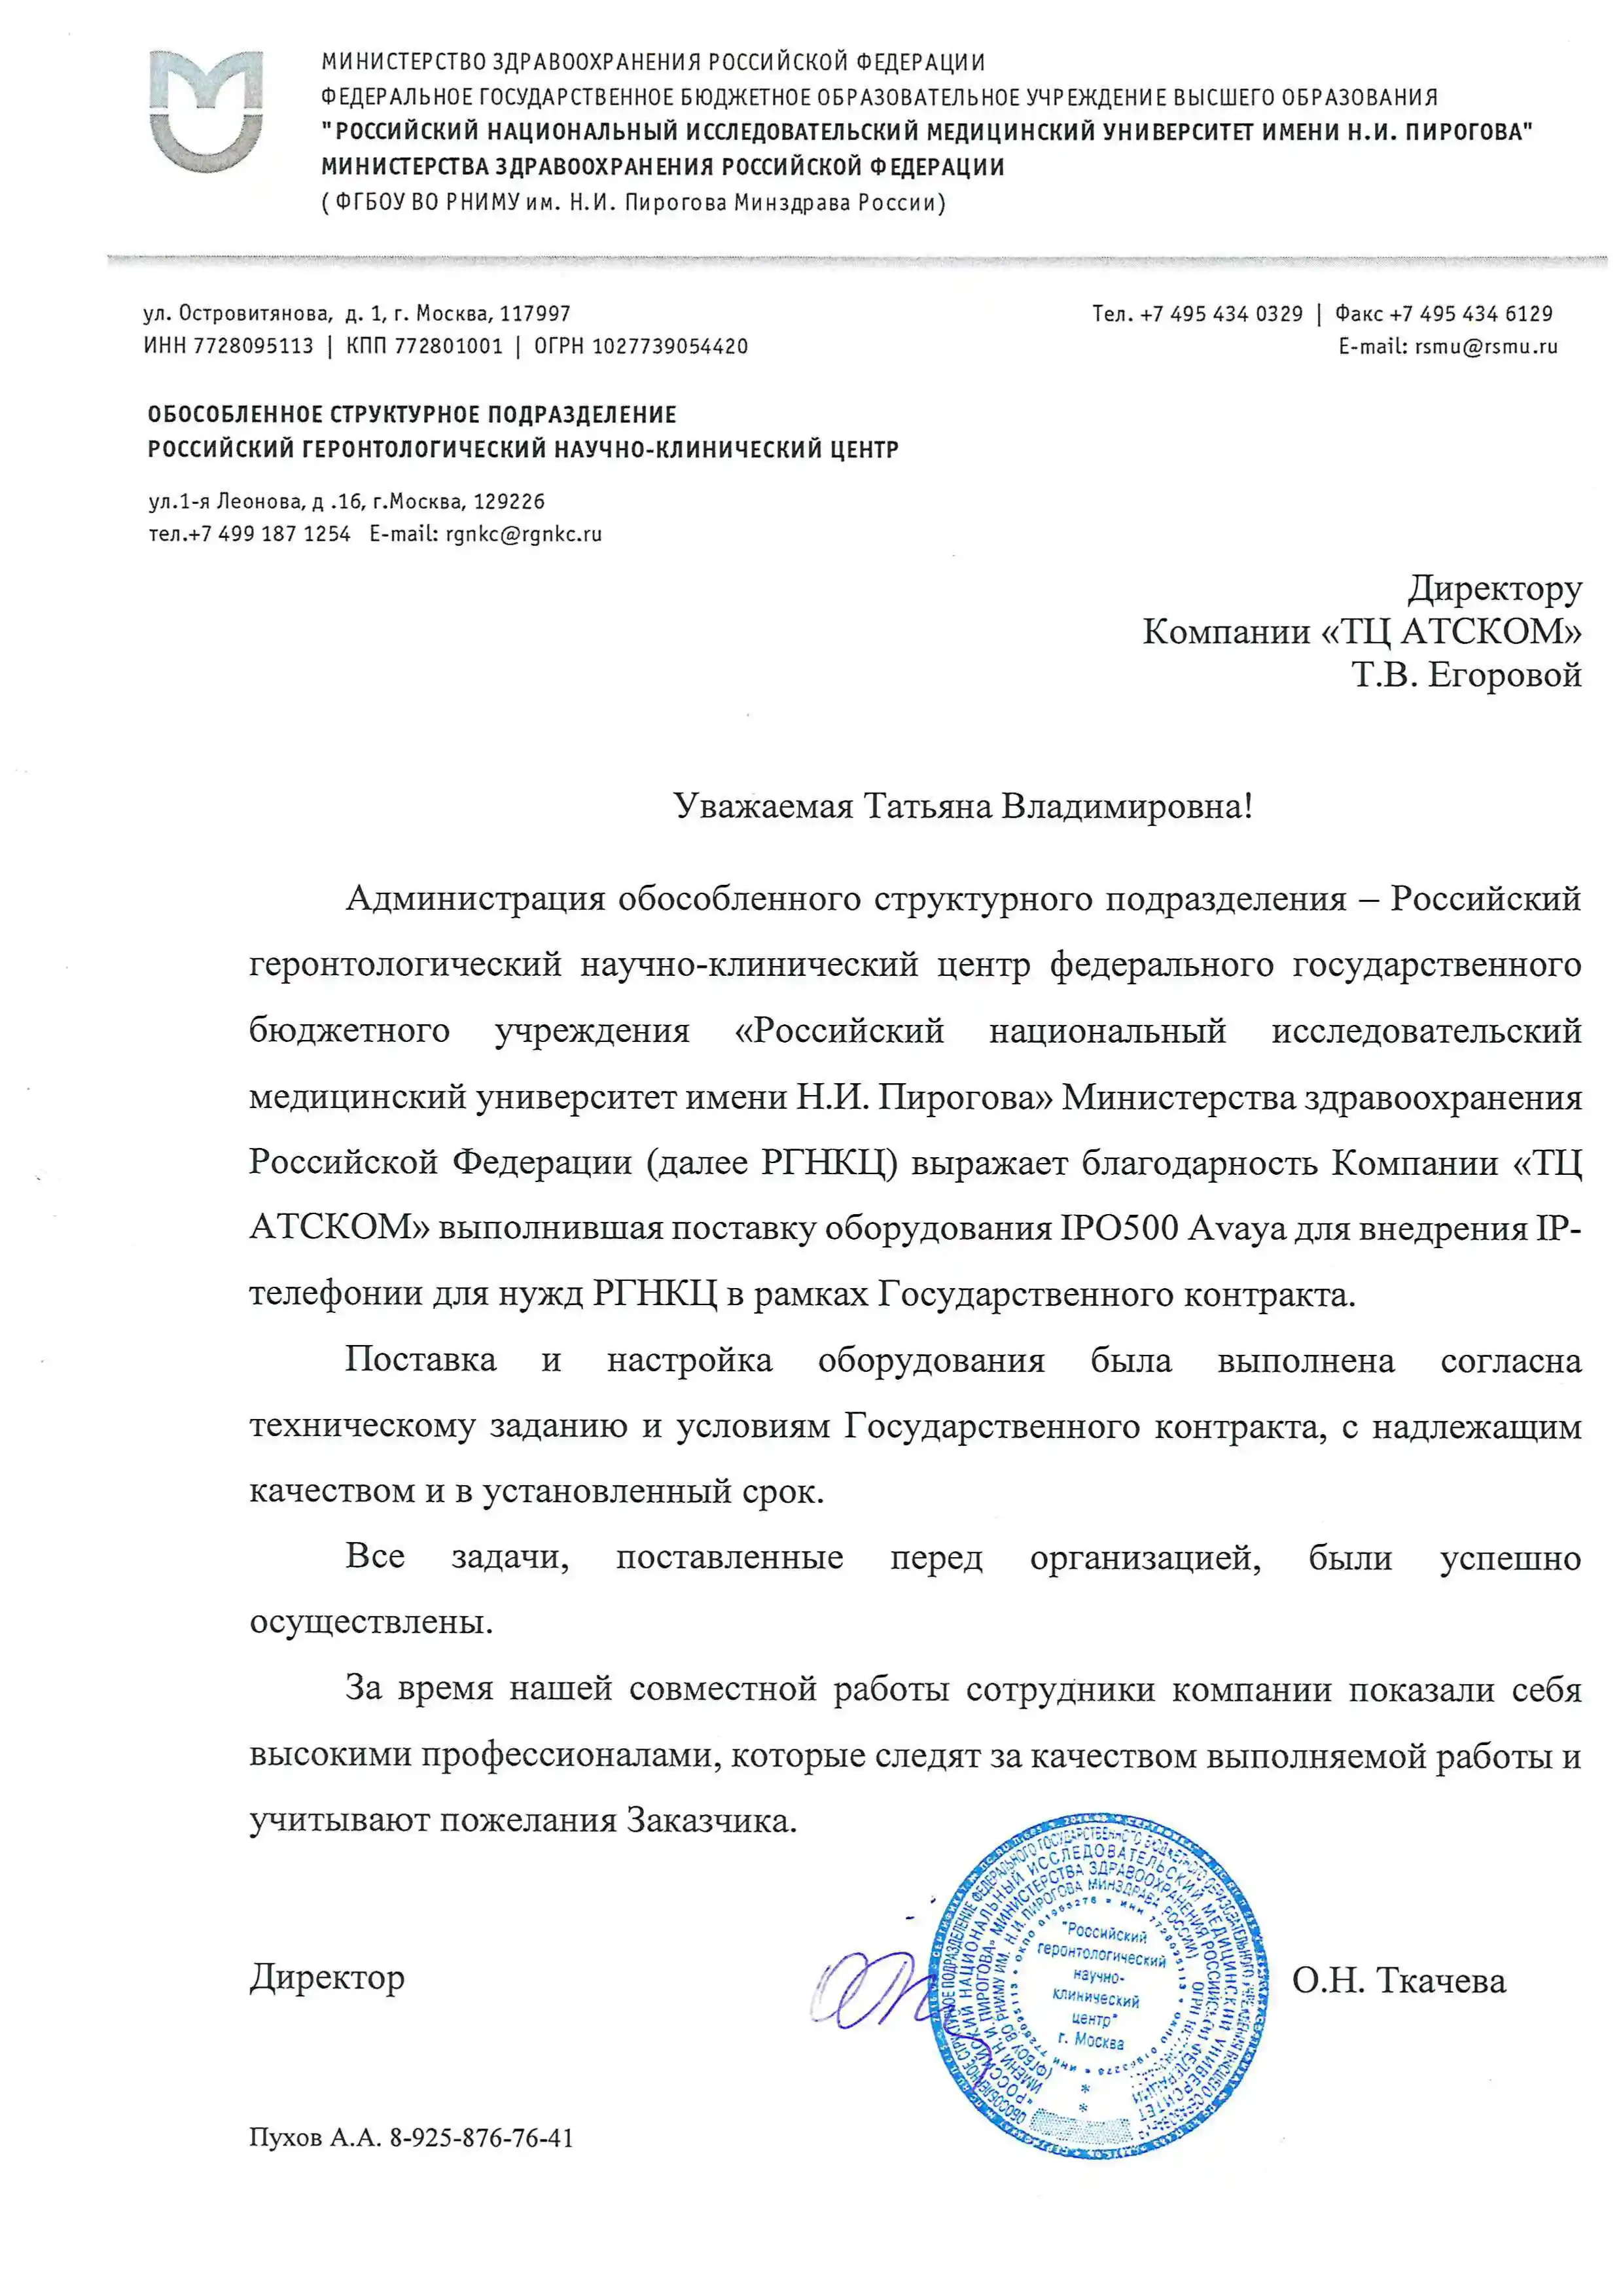 МИНИСТЕРСТВО ЗДРАВООХРАНЕНИЯ РОССИЙСКОЙ ФЕДЕРАЦИИ
ФЕДЕРАЛЬНОЕ ГОСУДАРСТВЕННОЕ БЮДЖЕТНОЕ ОБРАЗОВАТЕЛЬНОЕ УЧРЕЖДЕНИЕ ВЫСШЕГО ОБРАЗОВАНИЯ
"РОССИЙСКИЙ НАЦИОНАЛЬНЫЙ ИССЛЕДОВАТЕЛЬСКИЙ МЕДИЦИНСКИЙ УНИВЕРСИТЕТ ИМЕНИ Н.И. ПИРОГОВА"
МИНИСТЕРСТВА ЗДРАВООХРАНЕНИЯ РОССИЙСКОЙ ФЕДЕРАЦИИ
( ФГБОУ ВО РНИМУ им. Н.И. Пирогова Минздрава России)
ул. Островитянова, д. 1, г. Москва, 117997
Тел. +7 495 434 0329 | Факс +7 495 434 6129
ИНН 7728095113 | КПП 772801001 | ОГРН 1027739054420
E-mail: rsmu@rsmu.ru
ОБОСОБЛЕННОЕ СТРУКТУРНОЕ ПОДРАЗДЕЛЕНИЕ
РОССИЙСКИЙ ГЕРОНТОЛОГИЧЕСКИЙ НАУЧНО-КЛИНИЧЕСКИЙ ЦЕНТР
ул.1-я Леонова, д .16, г.Москва, 129226
тел.+7 499 187 1254 E-mail: rgnkc@rgnkc.ru
Директору
Компании «ТЦ АТСКОМ»
Т.В. Егоровой
Уважаемая Татьяна Владимировна!
Администрация обособленного структурного подразделения – Российский
геронтологический научно-клинический центр федерального государственного
бюджетного учреждения «Российский национальный исследовательский
медицинский университет имени Н.И. Пирогова» Министерства здравоохранения
Российской Федерации (далее РГНКЦ) выражает благодарность Компании «ТЦ
АТСКОМ» выполнившая поставку оборудования IPO500 Avaya для внедрения IP-
телефонии для нужд РГНКЦ в рамках Государственного контракта.
Поставка и настройка оборудования была выполнена согласна
техническому заданию и условиям Государственного контракта, с надлежащим
качеством и в установленный срок.
Все задачи, поставленные перед организацией, были успешно
осуществлены.
За время нашей совместной работы сотрудники компании показали себя
высокими профессионалами, которые следят за качеством выполняемой работы и
учитывают пожелания Заказчика.
Директор
О.Н. Ткачева
"Российский
геронтологический
научно-
клинический
центр"
г. Москва
Пухов А.А. 8-925-876-76-41